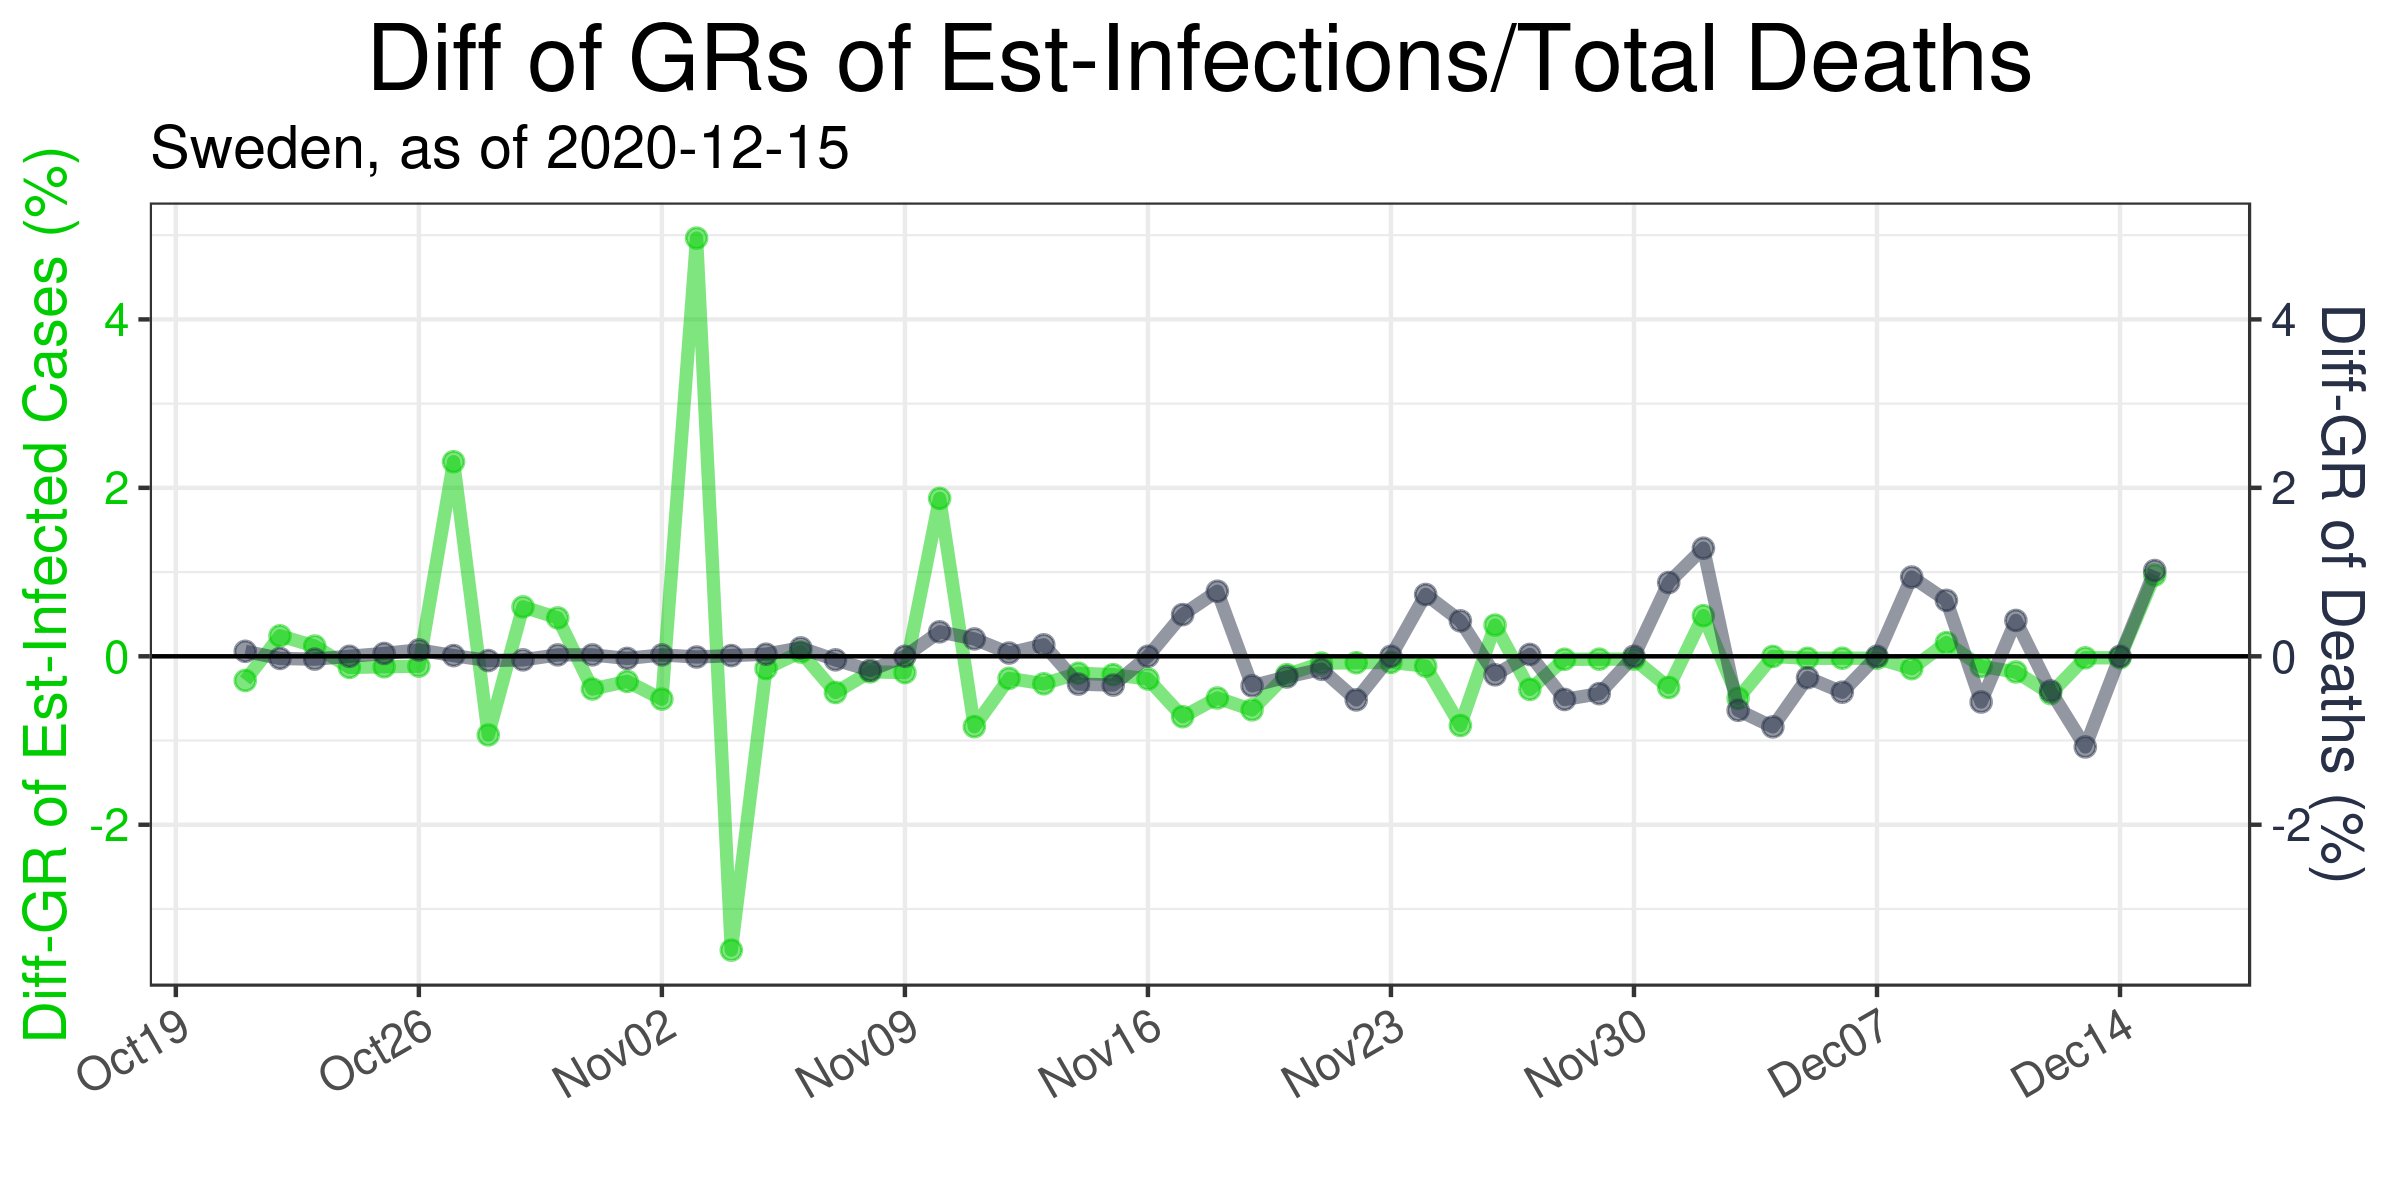 Diff of GRs of Est-Infections/Total Deaths
Sweden, as of 2020-12-15
Diff-GR of Est-Infected Cases (%)
4
2
0
-2
4
2
0
-2
Diff-GR of Deaths (%)
Oct19
Oct26
Nov02
Nov09
Nov16
Nov23
Nov30
Dec07
Dec14